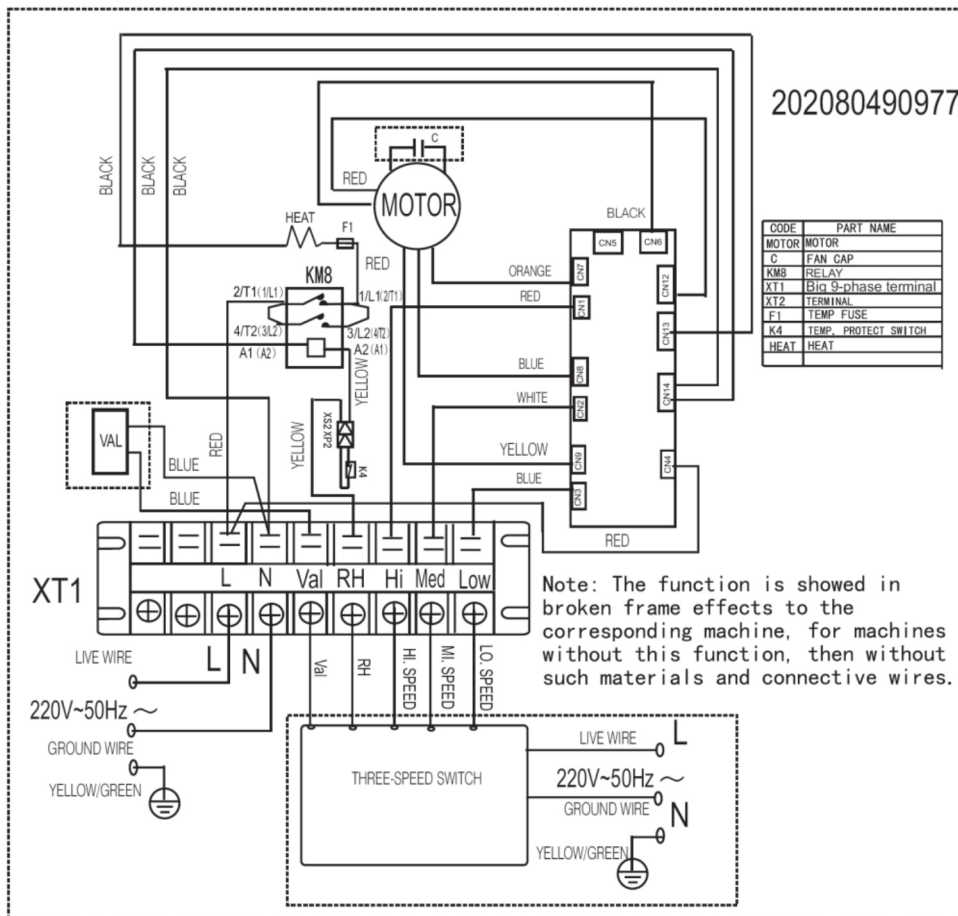 202080490977
BLACK
BLACK
BLACK
C
RED
MOTOR
HEAT
F1
RED
KM8
2/T1(1/L1)
1/L1(2/T1)
4/T2(3/L2)
3/L2(4/T2)
A1(A2)
A2(A1)
YELLOW
YELLOW
XS2 XP2
K4
BLACK
CN5
CN6
ORANGE
CN7
RED
CN1
CN12
CN13
BLUE
CN8
WHITE
CN2
CN14
YELLOW
CN9
CN4
BLUE
CN3
RED
VAL
RED
BLUE
BLUE
CODE PART NAME
MOTOR MOTOR
C FAN CAP
KM8 RELAY
XT1 Big 9-phase terminal
XT2 TERMINAL
F1 TEMP FUSE
K4 TEMP. PROTECT SWITCH
HEAT HEAT
XT1
L N Val RH Hi Med Low
Note: The function is showed in
broken frame effects to the
corresponding machine, for machines
without this function, then without
such materials and connective wires.
LIVE WIRE
L N
220V~50Hz ~
GROUND WIRE
YELLOW/GREEN
Val
RH
HI. SPEED
MI. SPEED
LO. SPEED
THREE-SPEED SWITCH
LIVE WIRE
L
220V~50Hz ~
GROUND WIRE
N
YELLOW/GREEN